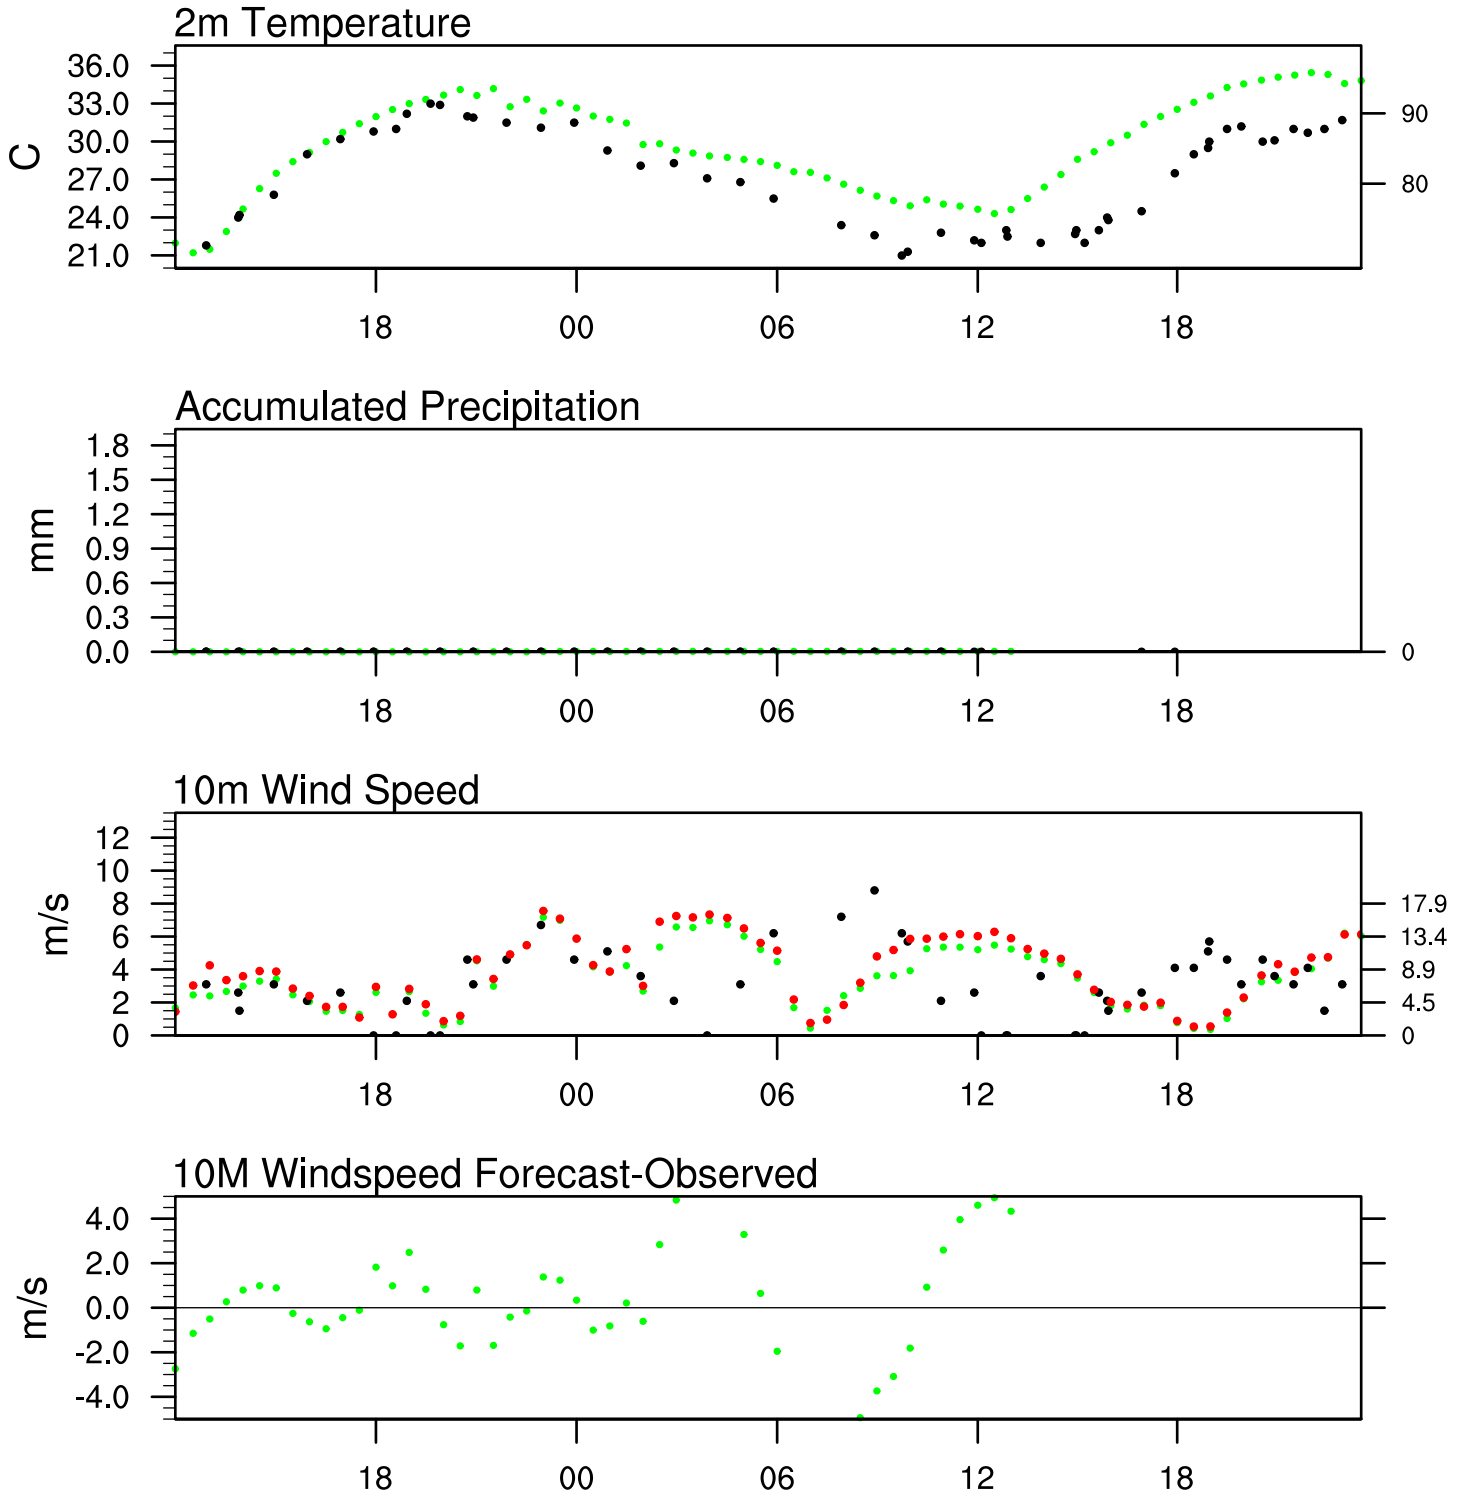 2m Temperature
36.0
33.0
30.0
27.0
24.0
21.0
C
90
80
18 00 06 12 18
Accumulated Precipitation
1.8
1.5
1.2
0.9
0.6
0.3
0.0
mm
0
18 00 06 12 18
10m Wind Speed
12
10
8
6
4
2
0
m/s
17.9
13.4
8.9
4.5
0
18 00 06 12 18
10M Windspeed Forecast-Observed
4.0
2.0
0.0
-2.0
-4.0
m/s
18 00 06 12 18